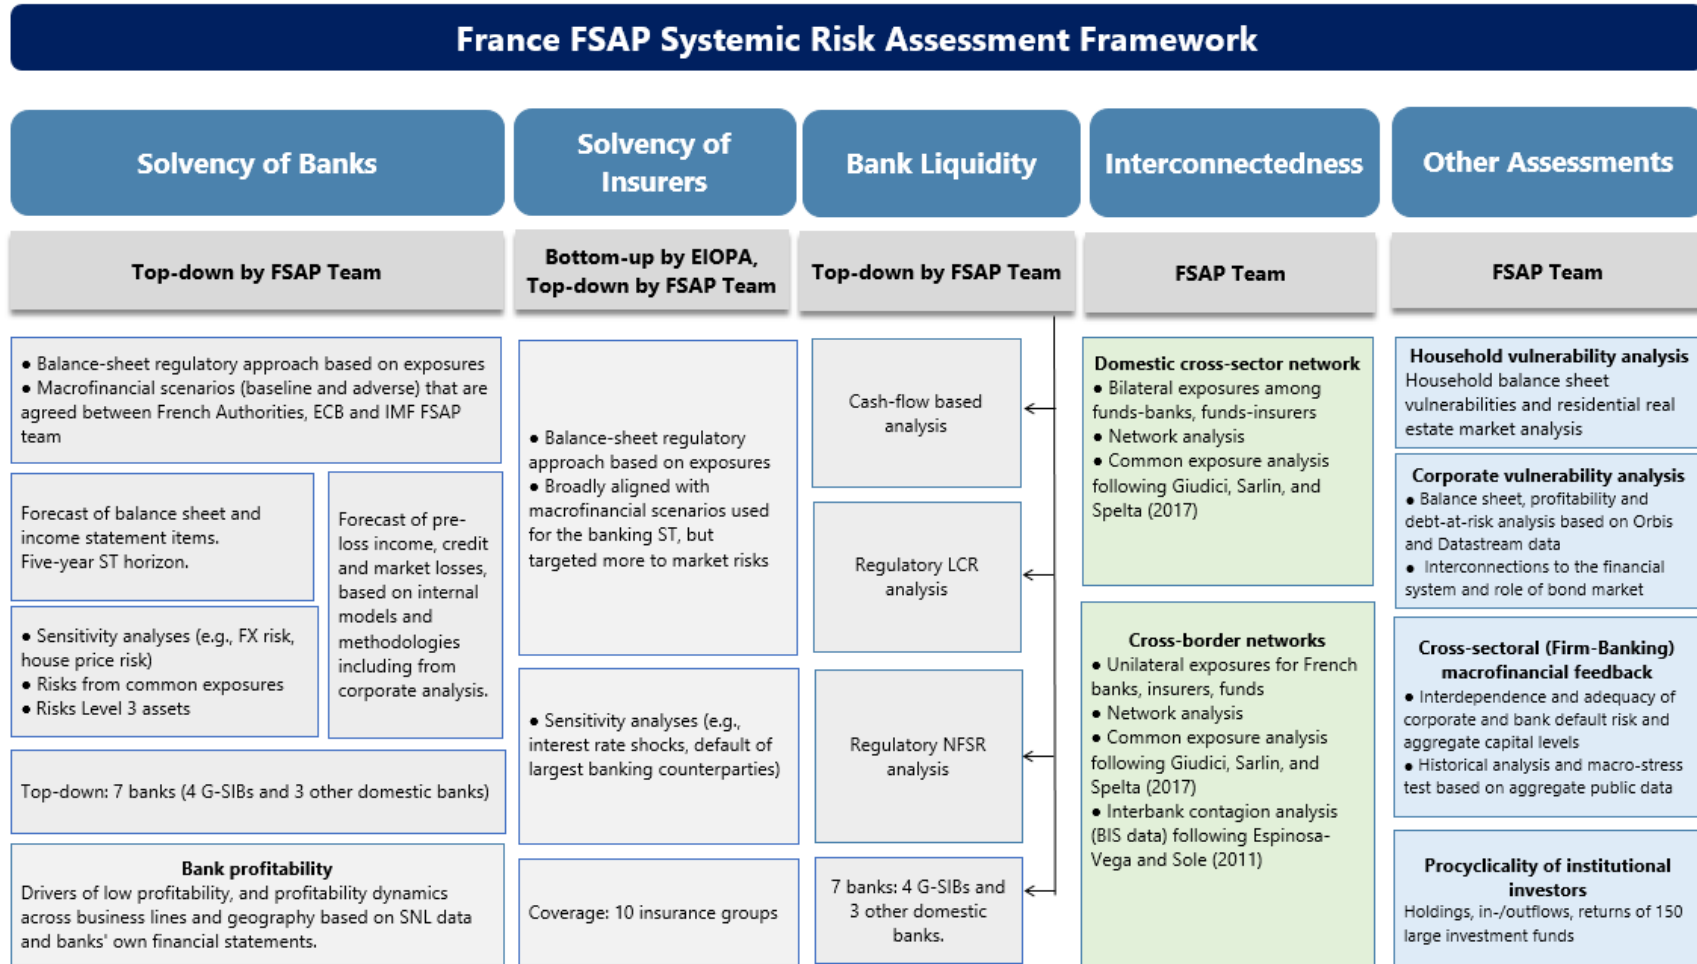 France FSAP Systemic Risk Assessment Framework
Solvency of Banks
Top-down by FSAP Team
● Balance-sheet regulatory approach based on exposures
● Macrofinancial scenarios (baseline and adverse) that are
agreed between French Authorities, ECB and IMF FSAP
team
Forecast of balance sheet and
income statement items.
Five-year ST horizon.
● Sensitivity analyses (e.g., FX risk,
house price risk)
● Risks from common exposures
● Risks Level 3 assets
Forecast of pre-
loss income, credit
and market losses,
based on internal
models and
methodologies
including from
corporate analysis.
Top-down: 7 banks (4 G-SIBs and 3 other domestic banks)
Bank profitability
Drivers of low profitability, and profitability dynamics
across business lines and geography based on SNL data
and banks' own financial statements.
Solvency of
Insurers
Bottom-up by EIOPA,
Top-down by FSAP Team
● Balance-sheet regulatory
approach based on exposures
● Broadly aligned with
macrofinancial scenarios used
for the banking ST, but
targeted more to market risks
● Sensitivity analyses (e.g.,
interest rate shocks, default of
largest banking counterparties)
Coverage: 10 insurance groups
Bank Liquidity
Top-down by FSAP Team
Cash-flow based
analysis
Regulatory LCR
analysis
Regulatory NFSR
analysis
7 banks: 4 G-SIBs and
3 other domestic
banks.
Interconnectedness
FSAP Team
Domestic cross-sector network
● Bilateral exposures among
funds-banks, funds-insurers
● Network analysis
● Common exposure analysis
following Giudici, Sarlin, and
Spelta (2017)
Cross-border networks
● Unilateral exposures for French
banks, insurers, funds
● Network analysis
● Common exposure analysis
following Giudici, Sarlin, and
Spelta (2017)
● Interbank contagion analysis
(BIS data) following Espinosa-
Vega and Sole (2011)
Other Assessments
FSAP Team
Household vulnerability analysis
Household balance sheet
vulnerabilities and residential real
estate market analysis
Corporate vulnerability analysis
● Balance sheet, profitability and
debt-at-risk analysis based on Orbis
and Datastream data
● Interconnections to the financial
system and role of bond market
Cross-sectoral (Firm-Banking)
macrofinancial feedback
● Interdependence and adequacy of
corporate and bank default risk and
aggregate capital levels
● Historical analysis and macro-stress
test based on aggregate public data
Procyclicality of institutional
investors
Holdings, in-/outflows, returns of 150
large investment funds